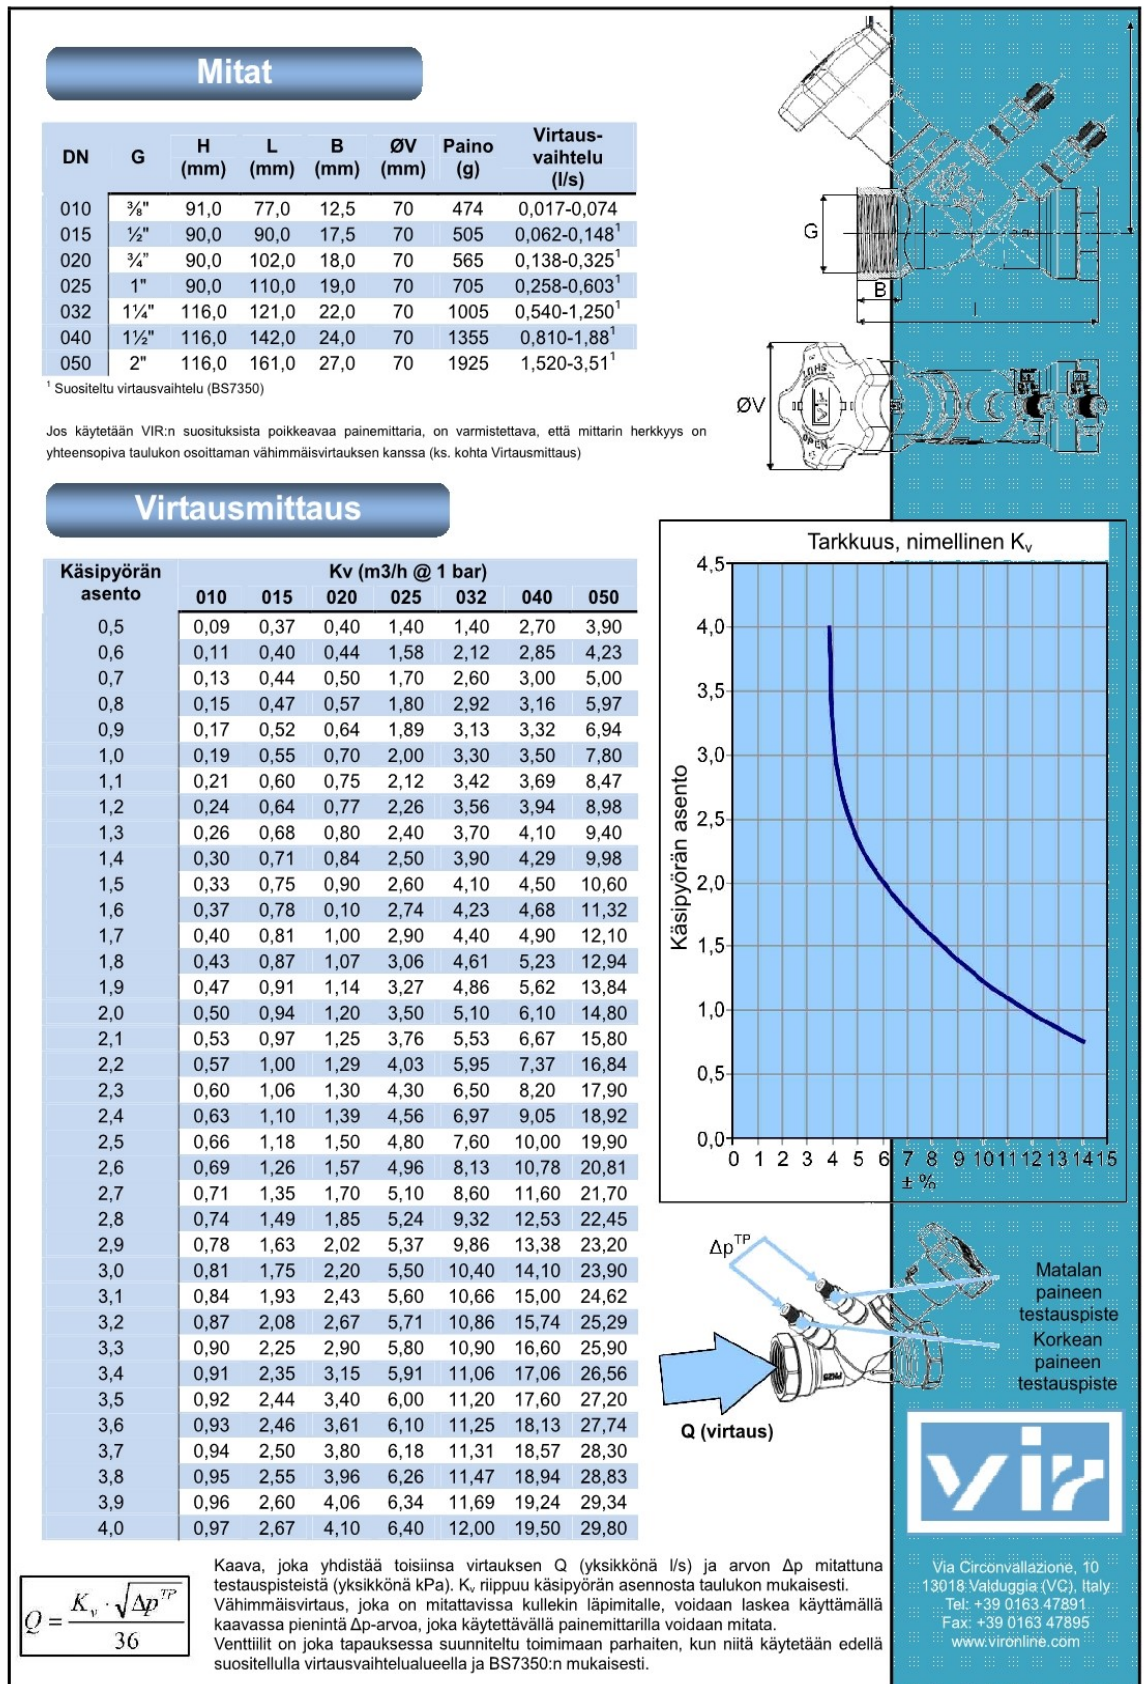 Mitat
DN G H (mm) L (mm) B (mm) ØV (mm) Paino (g) Virtaus-vaihtelu (l/s)
010 ⅜" 91,0 77,0 12,5 70 474 0,017-0,074
015 ½" 90,0 90,0 17,5 70 505 0,062-0,148¹
020 ¾" 90,0 102,0 18,0 70 565 0,138-0,325¹
025 1" 90,0 110,0 19,0 70 705 0,258-0,603¹
032 1¼" 116,0 121,0 22,0 70 1005 0,540-1,250¹
040 1½" 116,0 142,0 24,0 70 1355 0,810-1,88¹
050 2" 116,0 161,0 27,0 70 1925 1,520-3,51¹
¹ Suositeltu virtausvaihtelu (BS7350)
Jos käytetään VIR:n suosituksista poikkeavaa painemittaria, on varmistettava, että mittarin herkkyys on
yhteensopiva taulukon osoittaman vähimmäisvirtauksen kanssa (ks. kohta Virtausmittaus)
G
B
L
ØV
SHUT
OPEN
Virtausmittaus
Käsipyörän asento Kv (m3/h @ 1 bar)
010 015 020 025 032 040 050
0,5 0,09 0,37 0,40 1,40 1,40 2,70 3,90
0,6 0,11 0,40 0,44 1,58 2,12 2,85 4,23
0,7 0,13 0,44 0,50 1,70 2,60 3,00 5,00
0,8 0,15 0,47 0,57 1,80 2,92 3,16 5,97
0,9 0,17 0,52 0,64 1,89 3,13 3,32 6,94
1,0 0,19 0,55 0,70 2,00 3,30 3,50 7,80
1,1 0,21 0,60 0,75 2,12 3,42 3,69 8,47
1,2 0,24 0,64 0,77 2,26 3,56 3,94 8,98
1,3 0,26 0,68 0,80 2,40 3,70 4,10 9,40
1,4 0,30 0,71 0,84 2,50 3,90 4,29 9,98
1,5 0,33 0,75 0,90 2,60 4,10 4,50 10,60
1,6 0,37 0,78 0,10 2,74 4,23 4,68 11,32
1,7 0,40 0,81 1,00 2,90 4,40 4,90 12,10
1,8 0,43 0,87 1,07 3,06 4,61 5,23 12,94
1,9 0,47 0,91 1,14 3,27 4,86 5,62 13,84
2,0 0,50 0,94 1,20 3,50 5,10 6,10 14,80
2,1 0,53 0,97 1,25 3,76 5,53 6,67 15,80
2,2 0,57 1,00 1,29 4,03 5,95 7,37 16,84
2,3 0,60 1,06 1,30 4,30 6,50 8,20 17,90
2,4 0,63 1,10 1,39 4,56 6,97 9,05 18,92
2,5 0,66 1,18 1,50 4,80 7,60 10,00 19,90
2,6 0,69 1,26 1,57 4,96 8,13 10,78 20,81
2,7 0,71 1,35 1,70 5,10 8,60 11,60 21,70
2,8 0,74 1,49 1,85 5,24 9,32 12,53 22,45
2,9 0,78 1,63 2,02 5,37 9,86 13,38 23,20
3,0 0,81 1,75 2,20 5,50 10,40 14,10 23,90
3,1 0,84 1,93 2,43 5,60 10,66 15,00 24,62
3,2 0,87 2,08 2,67 5,71 10,86 15,74 25,29
3,3 0,90 2,25 2,90 5,80 10,90 16,60 25,90
3,4 0,91 2,35 3,15 5,91 11,06 17,06 26,56
3,5 0,92 2,44 3,40 6,00 11,20 17,60 27,20
3,6 0,93 2,46 3,61 6,10 11,25 18,13 27,74
3,7 0,94 2,50 3,80 6,18 11,31 18,57 28,30
3,8 0,95 2,55 3,96 6,26 11,47 18,94 28,83
3,9 0,96 2,60 4,06 6,34 11,69 19,24 29,34
4,0 0,97 2,67 4,10 6,40 12,00 19,50 29,80
Tarkkuus, nimellinen Kᵥ
Käsipyörän asento
4,5
4,0
3,5
3,0
2,5
2,0
1,5
1,0
0,5
0,0
0 1 2 3 4 5 6 7 8 9 10 11 12 13 14 15
± %
Δpᵀᴾ
Matalan
paineen
testauspiste
Korkean
paineen
testauspiste
Q (virtaus)
vir
Q = Kᵥ · √Δpᵀᴾ / 36
Kaava, joka yhdistää toisiinsa virtauksen Q (yksikkönä l/s) ja arvon Δp mitattuna
testauspisteistä (yksikkönä kPa). Kᵥ riippuu käsipyörän asennosta taulukon mukaisesti.
Vähimmäisvirtaus, joka on mitattavissa kullekin läpimitalle, voidaan laskea käyttämällä
kaavassa pienintä Δp-arvoa, joka käytettävällä painemittarilla voidaan mitata.
Venttiilit on joka tapauksessa suunniteltu toimimaan parhaiten, kun niitä käytetään edellä
suositellulla virtausvaihtelualueella ja BS7350:n mukaisesti.
Via Circonvallazione, 10
13018 Valduggia (VC), Italy
Tel: +39 0163 47891
Fax: +39 0163 47895
www.vironline.com